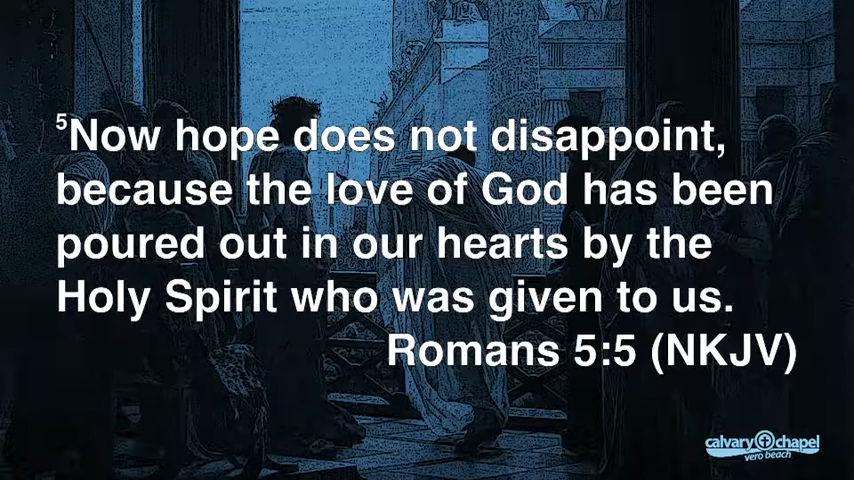 5Now hope does not disappoint,
because the love of God has been
poured out in our hearts by the
Holy Spirit who was given to us.
Romans 5:5 (NKJV)
calvary chapel
vero beach